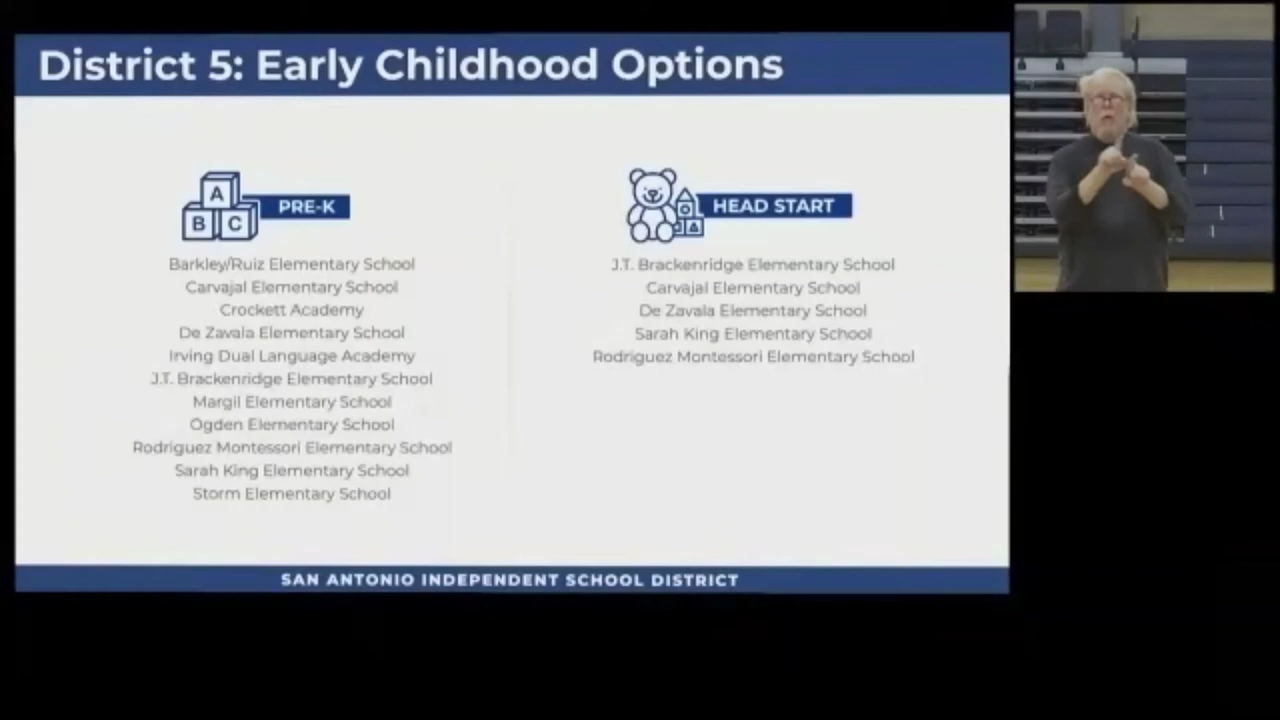 District 5: Early Childhood Options
A
B C
PRE-K
Barkley/Ruiz Elementary School
Carvajal Elementary School
Crockett Academy
De Zavala Elementary School
Irving Dual Language Academy
J.T. Brackenridge Elementary School
Margil Elementary School
Ogden Elementary School
Rodriguez Montessori Elementary School
Sarah King Elementary School
Storm Elementary School
HEAD START
J.T. Brackenridge Elementary School
Carvajal Elementary School
De Zavala Elementary School
Sarah King Elementary School
Rodriguez Montessori Elementary School
SAN ANTONIO INDEPENDENT SCHOOL DISTRICT